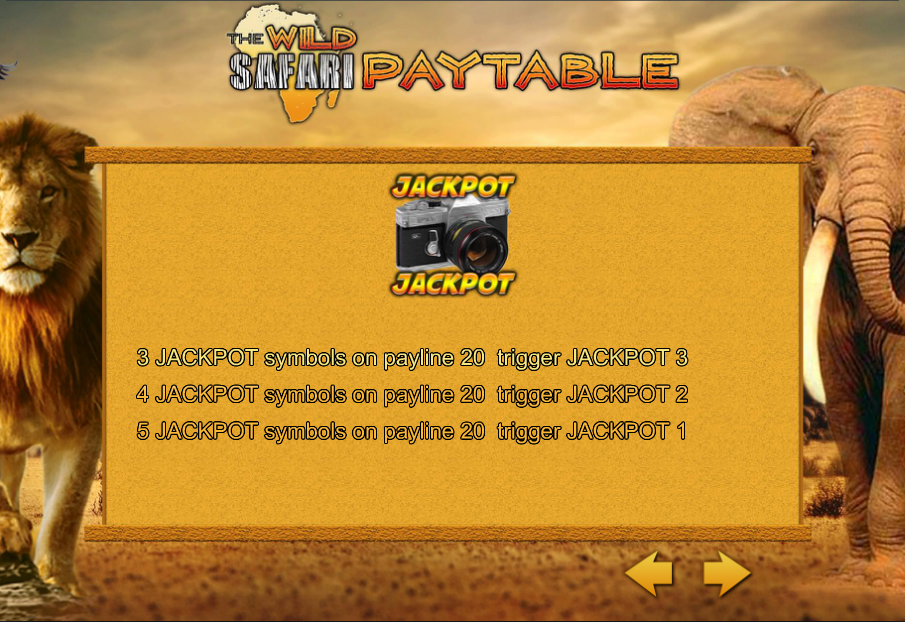 THE WILD
SAFARI PAYTABLE
JACKPOT
JACKPOT
3 JACKPOT symbols on payline 20 trigger JACKPOT 3
4 JACKPOT symbols on payline 20 trigger JACKPOT 2
5 JACKPOT symbols on payline 20 trigger JACKPOT 1